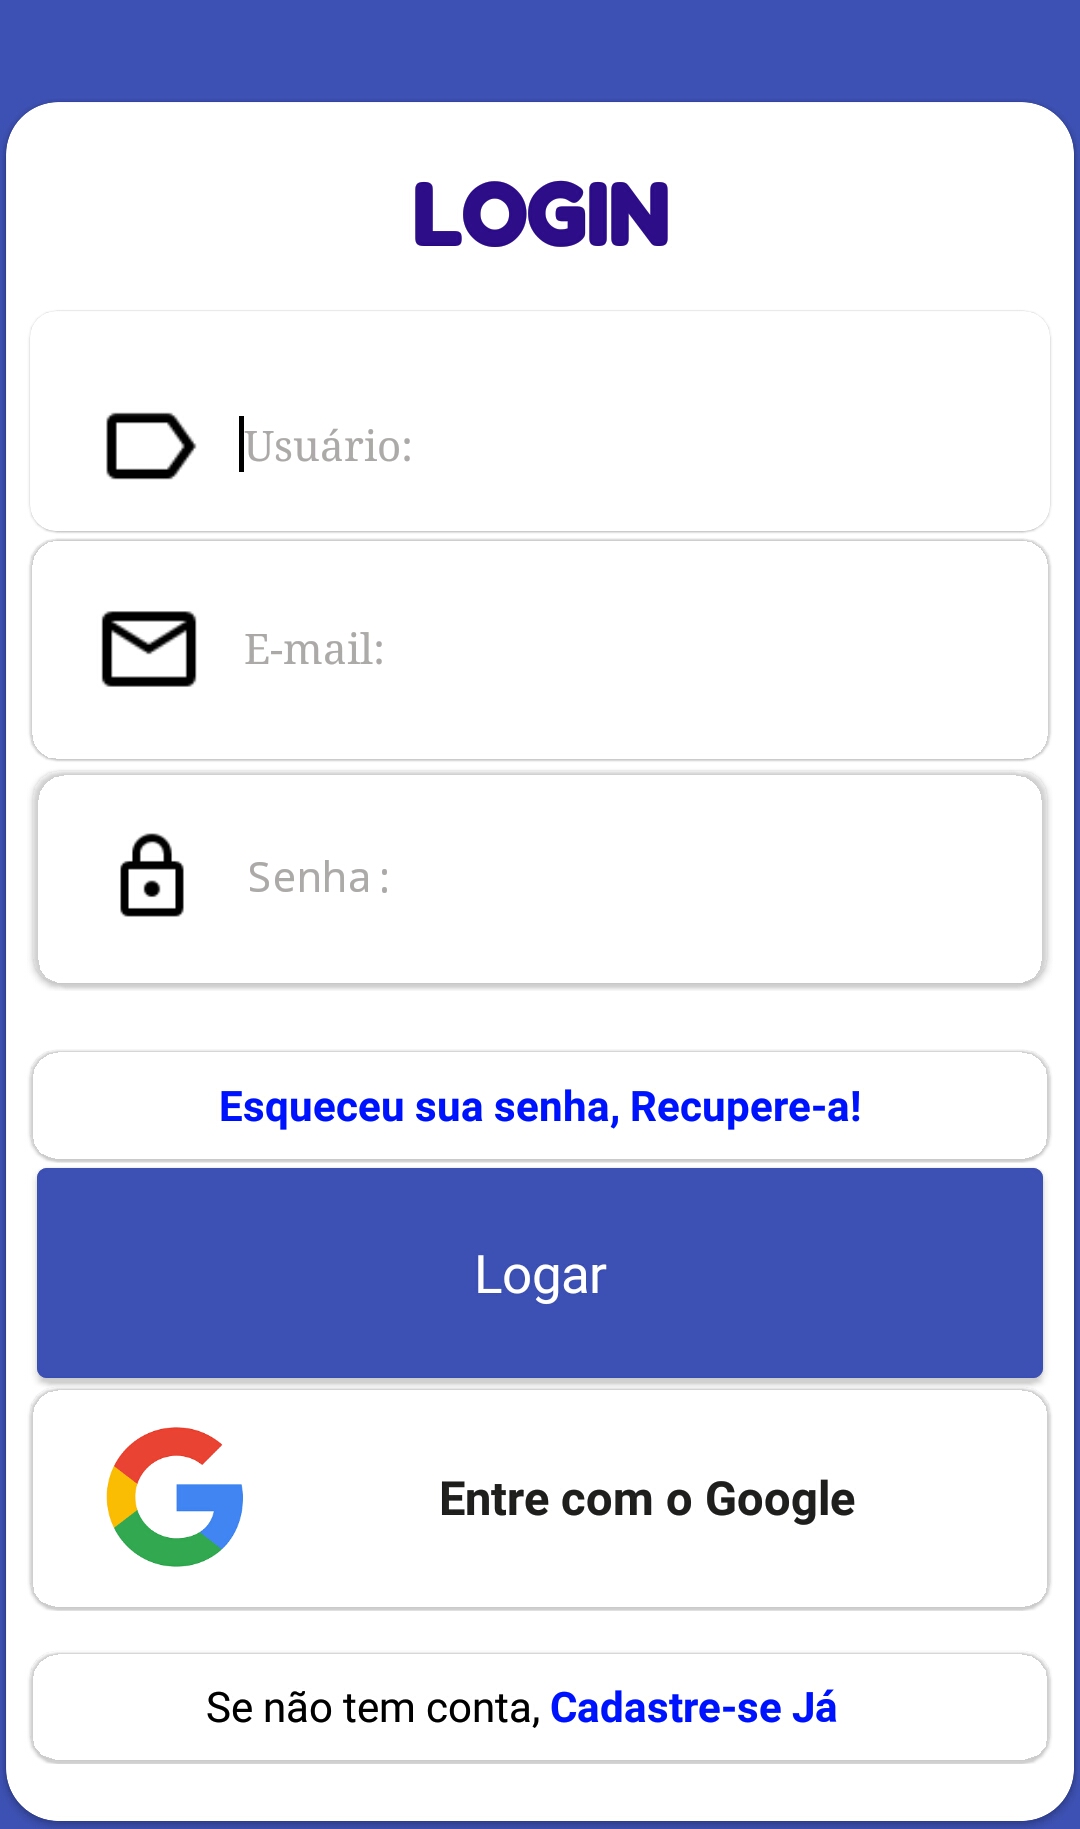 LOGIN
Usuário:
E-mail:
Senha:
Esqueceu sua senha, Recupere-a!
Logar
Entre com o Google
Se não tem conta, Cadastre-se Já